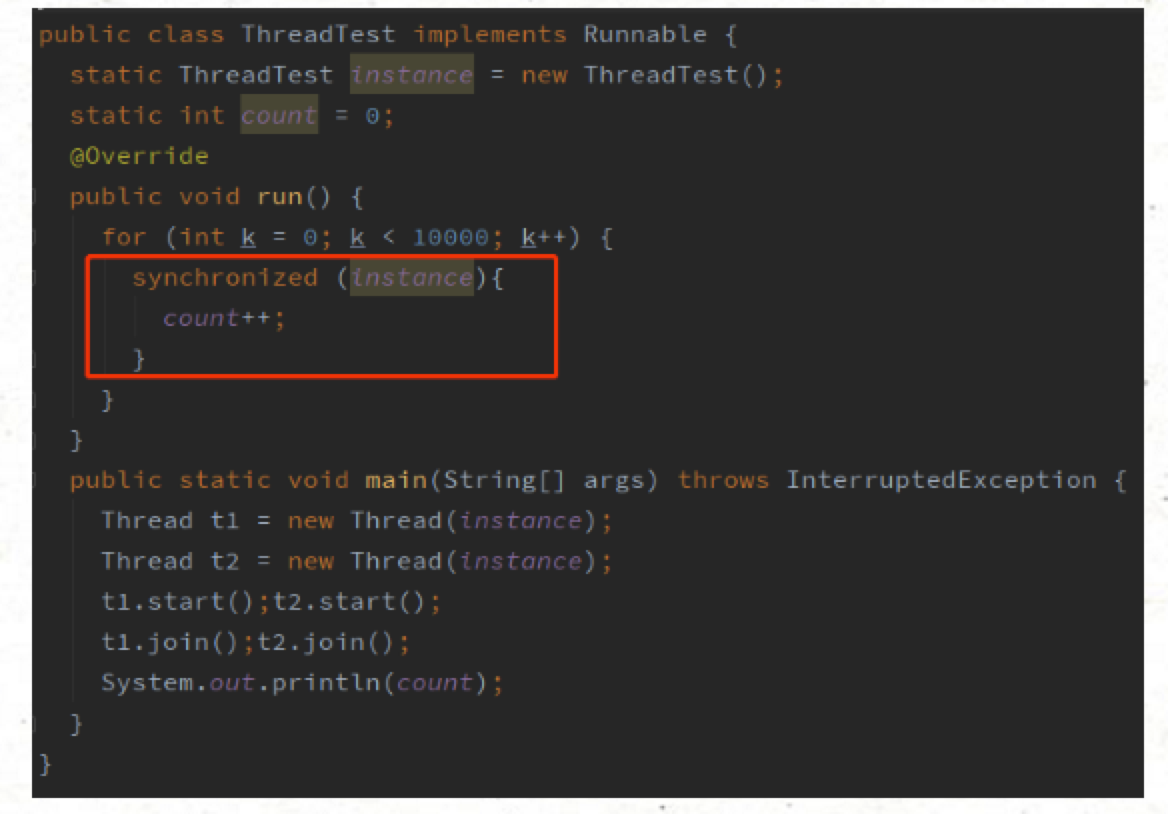 public class ThreadTest implements Runnable {
static ThreadTest instance = new ThreadTest();
static int count = 0;
@Override
public void run() {
for (int k = 0; k < 10000; k++) {
synchronized (instance){
count++;
}
}
}
public static void main(String[] args) throws InterruptedException {
Thread t1 = new Thread(instance);
Thread t2 = new Thread(instance);
t1.start();t2.start();
t1.join();t2.join();
System.out.println(count);
}
}